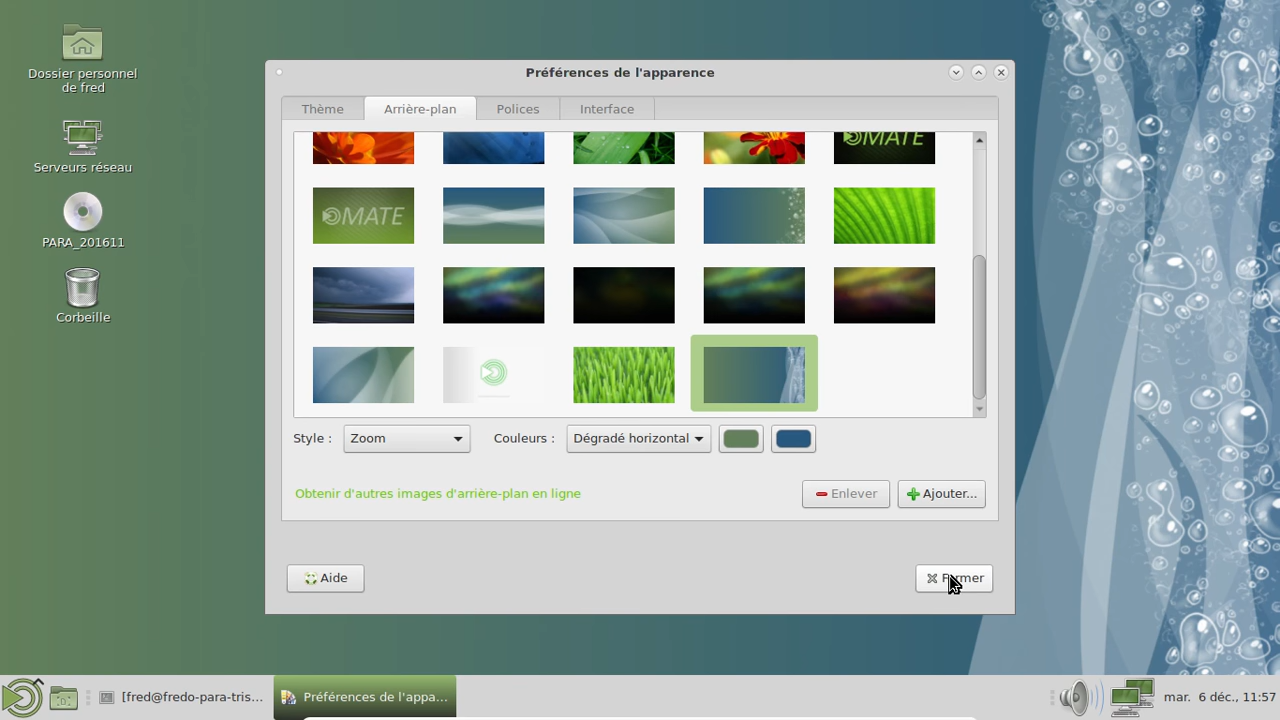 Dossier personnel
de fred
Serveurs réseau
PARA_201611
Corbeille
Préférences de l'apparence
Thème
Arrière-plan
Polices
Interface
MATE
MATE
Style :
Zoom
Couleurs :
Dégradé horizontal
Obtenir d'autres images d'arrière-plan en ligne
Enlever
Ajouter...
Aide
Fermer
[fred@fredo-para-tris...
Préférences de l'appa...
mar. 6 déc., 11:57